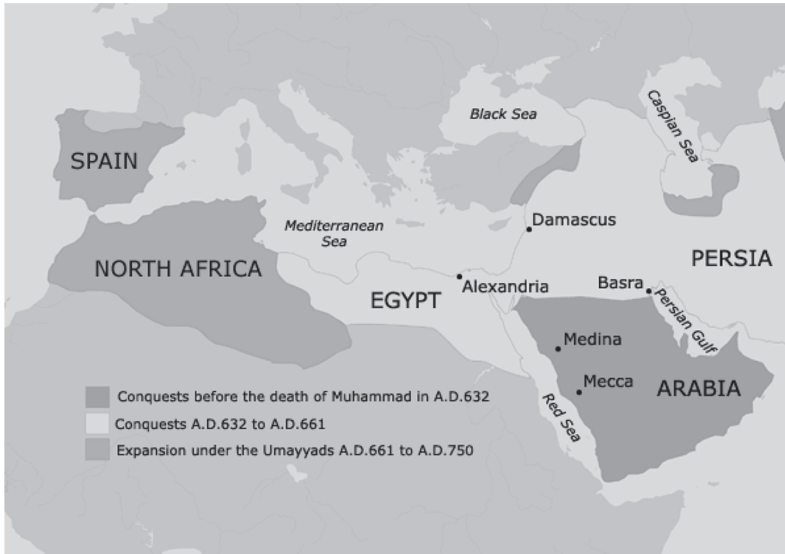 Black Sea
Caspian Sea
SPAIN
Damascus
Mediterranean
Sea
PERSIA
NORTH AFRICA
Alexandria
Basra
EGYPT
Persian Gulf
Medina
Mecca
ARABIA
Red Sea
Conquests before the death of Muhammad in A.D.632
Conquests A.D.632 to A.D.661
Expansion under the Umayyads A.D.661 to A.D.750